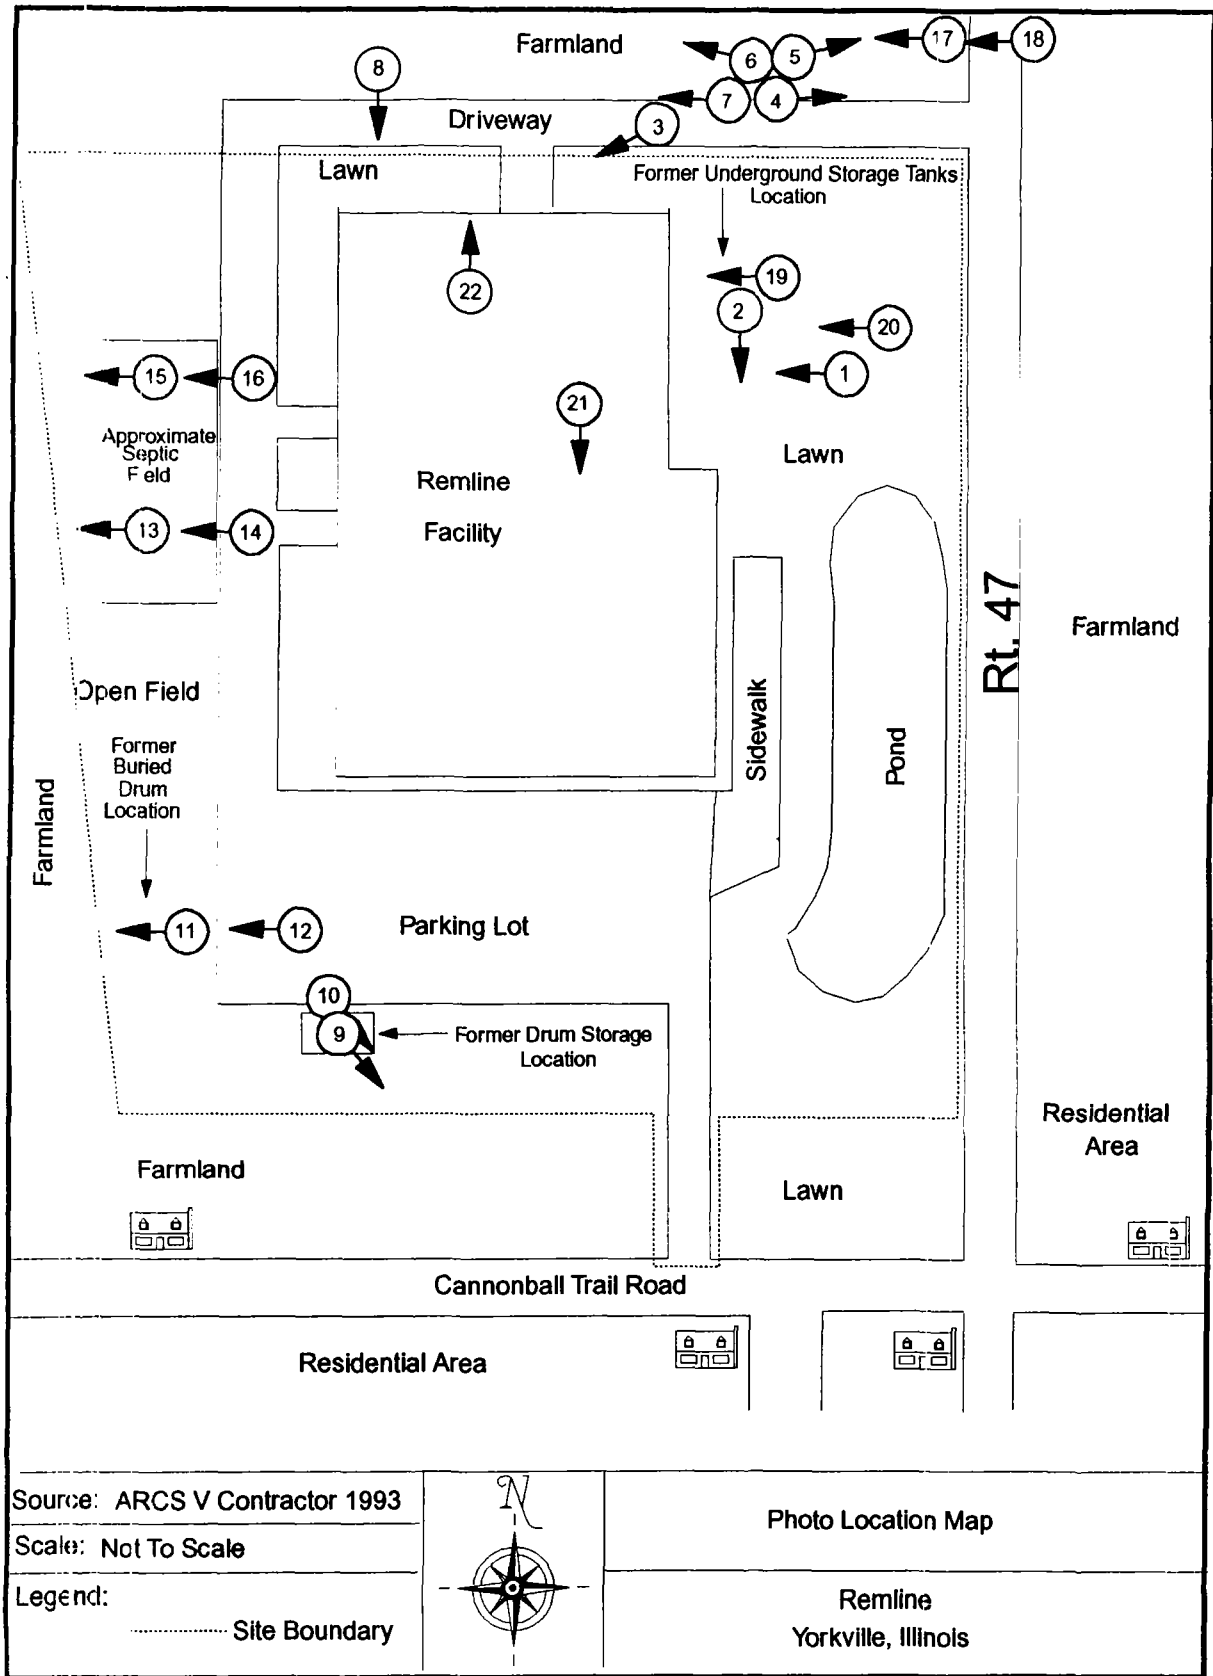 Farmland
17
18
6
5
8
7
4
3
Driveway
Lawn
Former Underground Storage Tanks
Location
19
22
2
20
15
16
1
21
Approximate
Septic
F eld
Lawn
Remline
Facility
13
14
Rt. 47
Farmland
Open Field
Sidewalk
Pond
Former
Buried
Drum
Location
Farmland
11
12
Parking Lot
10
9
Former Drum Storage
Location
Residential
Area
Farmland
Lawn
Cannonball Trail Road
Residential Area
Source: ARCS V Contractor 1993
Scale: Not To Scale
Legend:
Site Boundary
N
Photo Location Map
Remline
Yorkville, Illinois